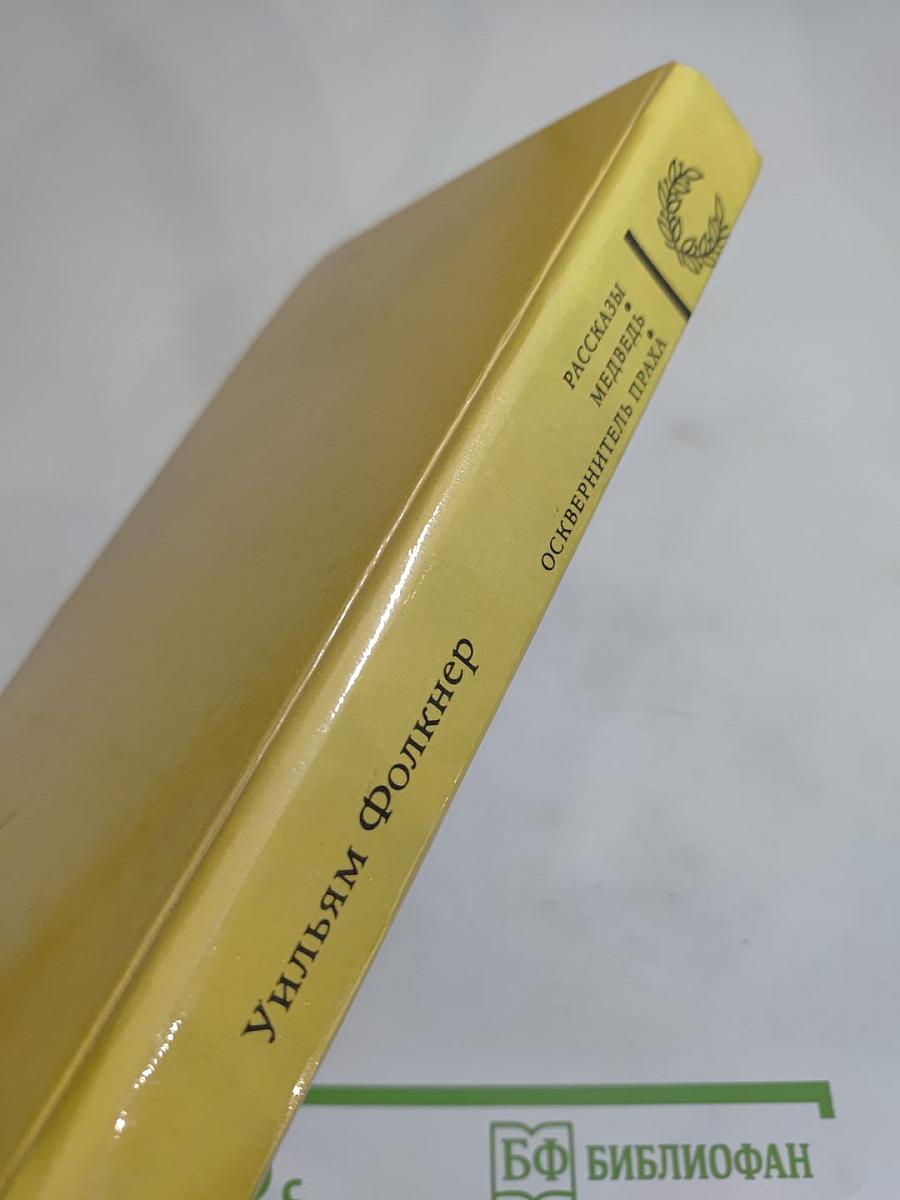 РАССКАЗЫ •
МЕДВЕДЬ •
ОСКВЕРНИТЕЛЬ ПРАХА
Уильям Фолкнер
БФ БИБЛИОФАН